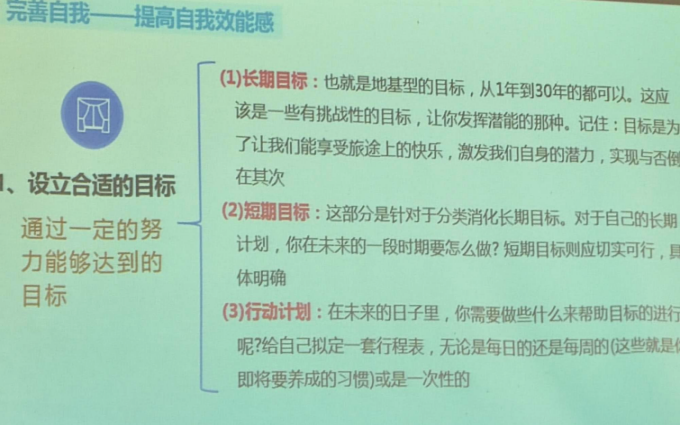 完善自我——提高自我效能感
、设立合适的目标
通过一定的努
力能够达到的
目标
(1)长期目标：也就是地基型的目标，从1年到30年的都可以。这应
该是一些有挑战性的目标，让你发挥潜能的那种。记住：目标是为
了让我们能享受旅途上的快乐，激发我们自身的潜力，实现与否倒
在其次
(2)短期目标：这部分是针对于分类消化长期目标。对于自己的长期
计划，你在未来的一段时期要怎么做? 短期目标则应切实可行，具
体明确
(3)行动计划：在未来的日子里，你需要做些什么来帮助目标的进行
呢?给自己拟定一套行程表，无论是每日的还是每周的(这些就是你
即将要养成的习惯)或是一次性的